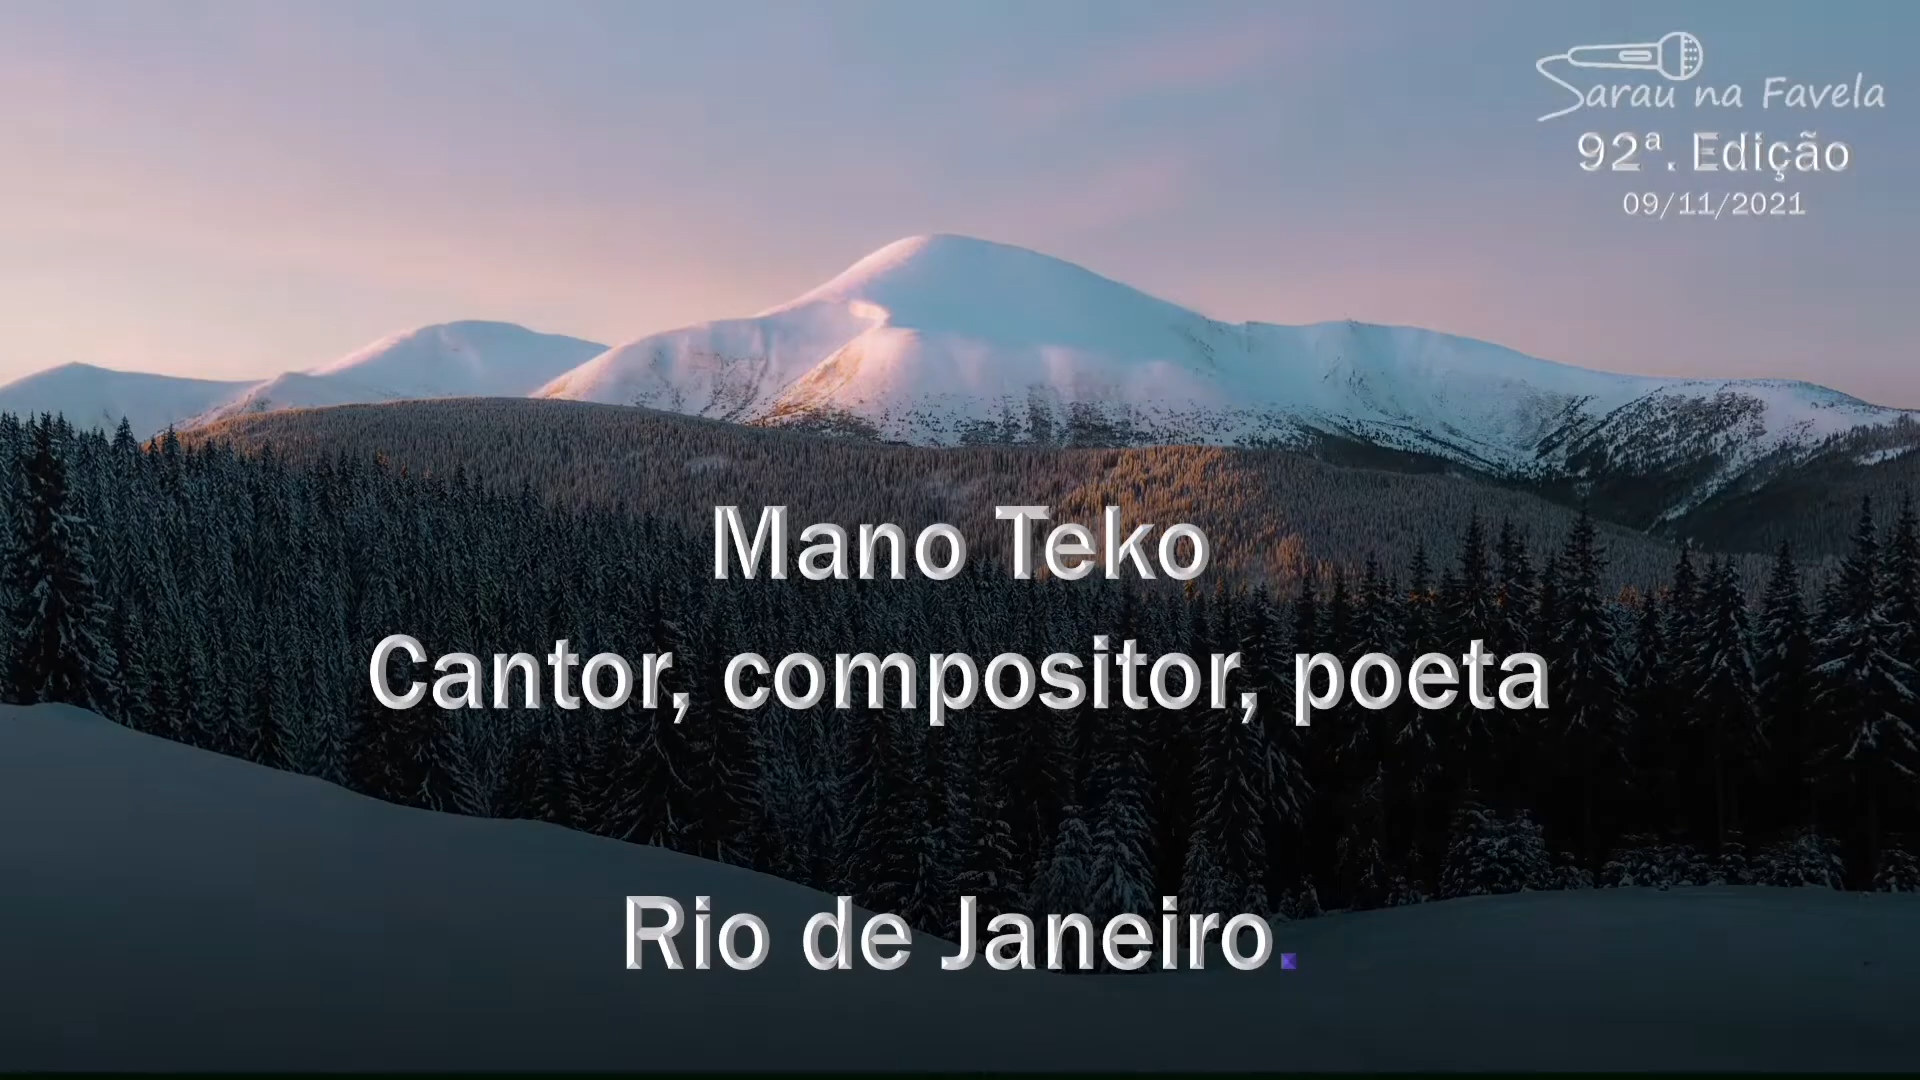 Sarau na Favela
92ª. Edição
09/11/2021
Mano Teko
Cantor, compositor, poeta
Rio de Janeiro.